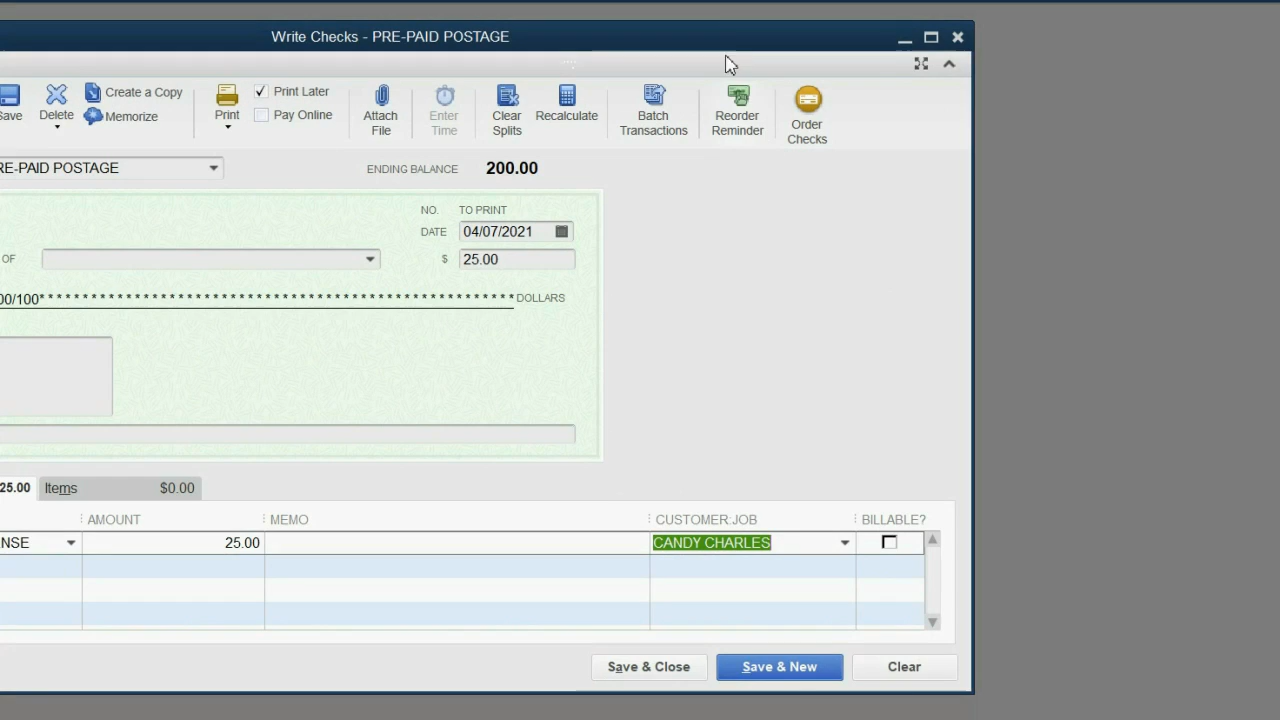 Write Checks - PRE-PAID POSTAGE
Save Delete Create a Copy Memorize Print Print Later Pay Online Attach File Enter Time Clear Splits Recalculate Batch Transactions Reorder Reminder Order Checks
RE-PAID POSTAGE ENDING BALANCE 200.00
NO. TO PRINT
DATE 04/07/2021
OF $ 25.00
00/100* * * * * * * * * * * * * * * * * * * * * * * * * * * * * * * * * * * * * * * * * * * * * * * * * * * * * * DOLLARS
25.00 Items $0.00
AMOUNT MEMO CUSTOMER:JOB BILLABLE?
NSE 25.00 CANDY CHARLES
Save & Close Save & New Clear